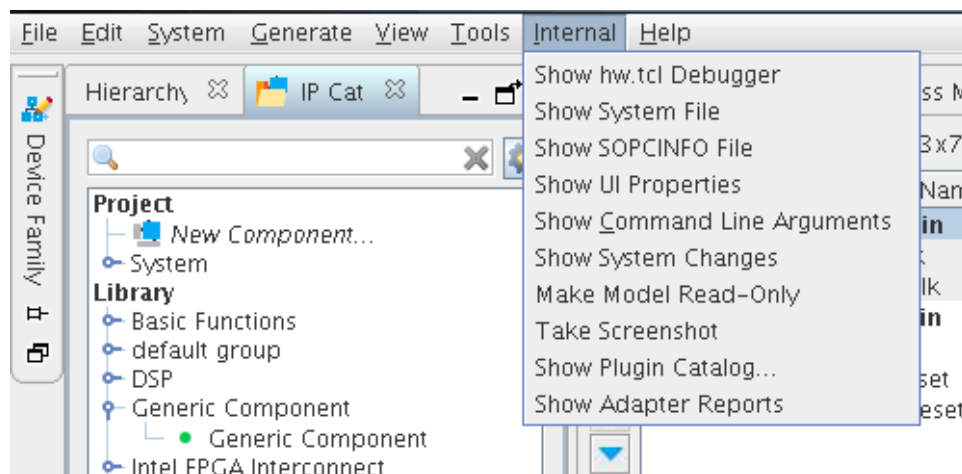 File Edit System Generate View Tools Internal Help
Hierarchy IP Cat
Device Family
Project
New Component...
System
Library
Basic Functions
default group
DSP
Generic Component
Generic Component
Intel FPGA Interconnect
Show hw.tcl Debugger
Show System File
Show SOPCINFO File
Show UI Properties
Show Command Line Arguments
Show System Changes
Make Model Read-Only
Take Screenshot
Show Plugin Catalog...
Show Adapter Reports